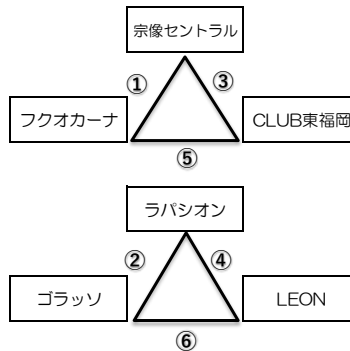 宗像セントラル
① ③
フクオカーナ CLUB東福岡
⑤
ラパシオン
② ④
ゴラッソ LEON
⑥